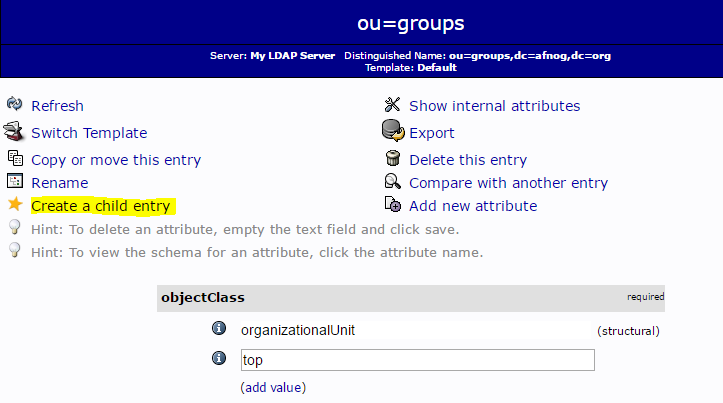 ou=groups
Server: My LDAP Server Distinguished Name: ou=groups,dc=afnog,dc=org
Template: Default
Refresh Show internal attributes
Switch Template Export
Copy or move this entry Delete this entry
Rename Compare with another entry
Create a child entry Add new attribute
Hint: To delete an attribute, empty the text field and click save.
Hint: To view the schema for an attribute, click the attribute name.
objectClass required
organizationalUnit (structural)
top
(add value)